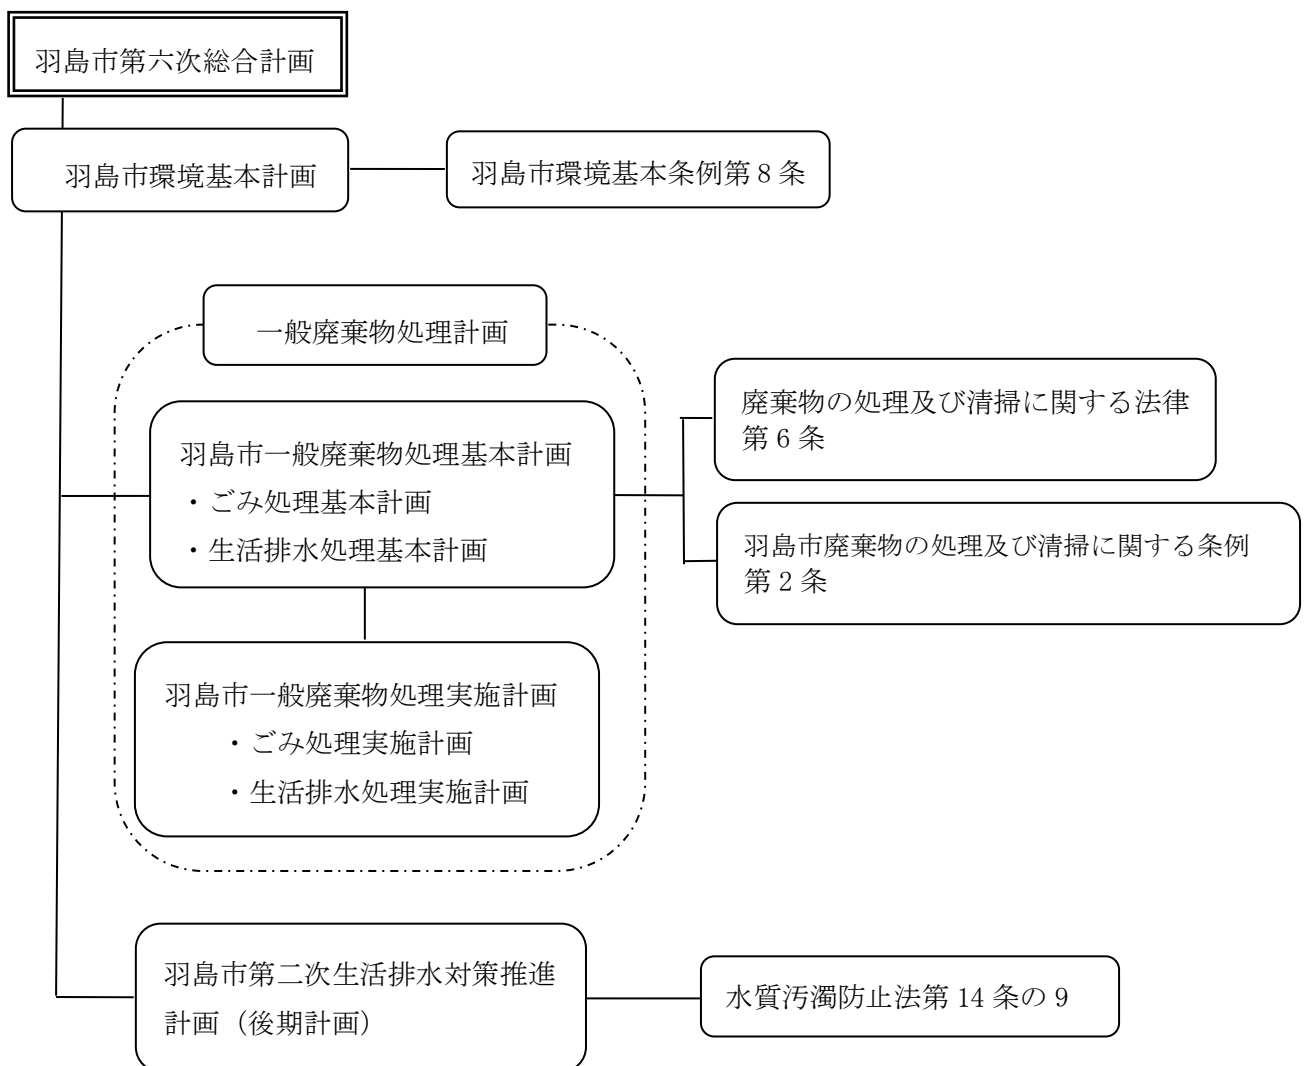 羽島市第六次総合計画
羽島市環境基本計画
羽島市環境基本条例第８条
一般廃棄物処理計画
羽島市一般廃棄物処理基本計画
・ごみ処理基本計画
・生活排水処理基本計画
廃棄物の処理及び清掃に関する法律
第６条
羽島市廃棄物の処理及び清掃に関する条例
第２条
羽島市一般廃棄物処理実施計画
・ごみ処理実施計画
・生活排水処理実施計画
羽島市第二次生活排水対策推進
計画（後期計画）
水質汚濁防止法第 14 条の 9